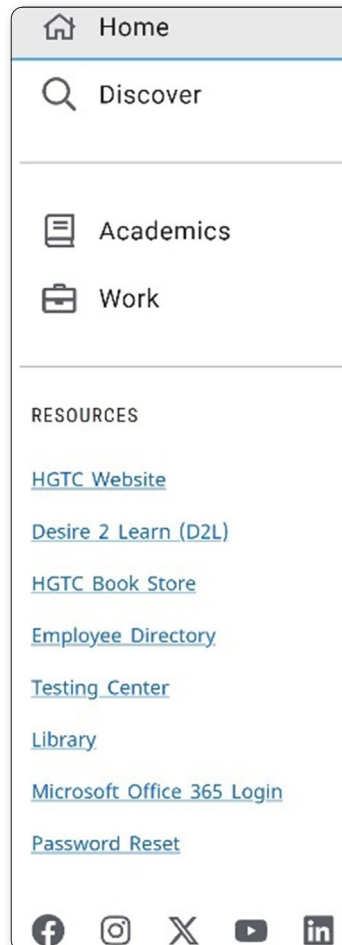 Home
Discover
Academics
Work
RESOURCES
HGTC Website
Desire 2 Learn (D2L)
HGTC Book Store
Employee Directory
Testing Center
Library
Microsoft Office 365 Login
Password Reset